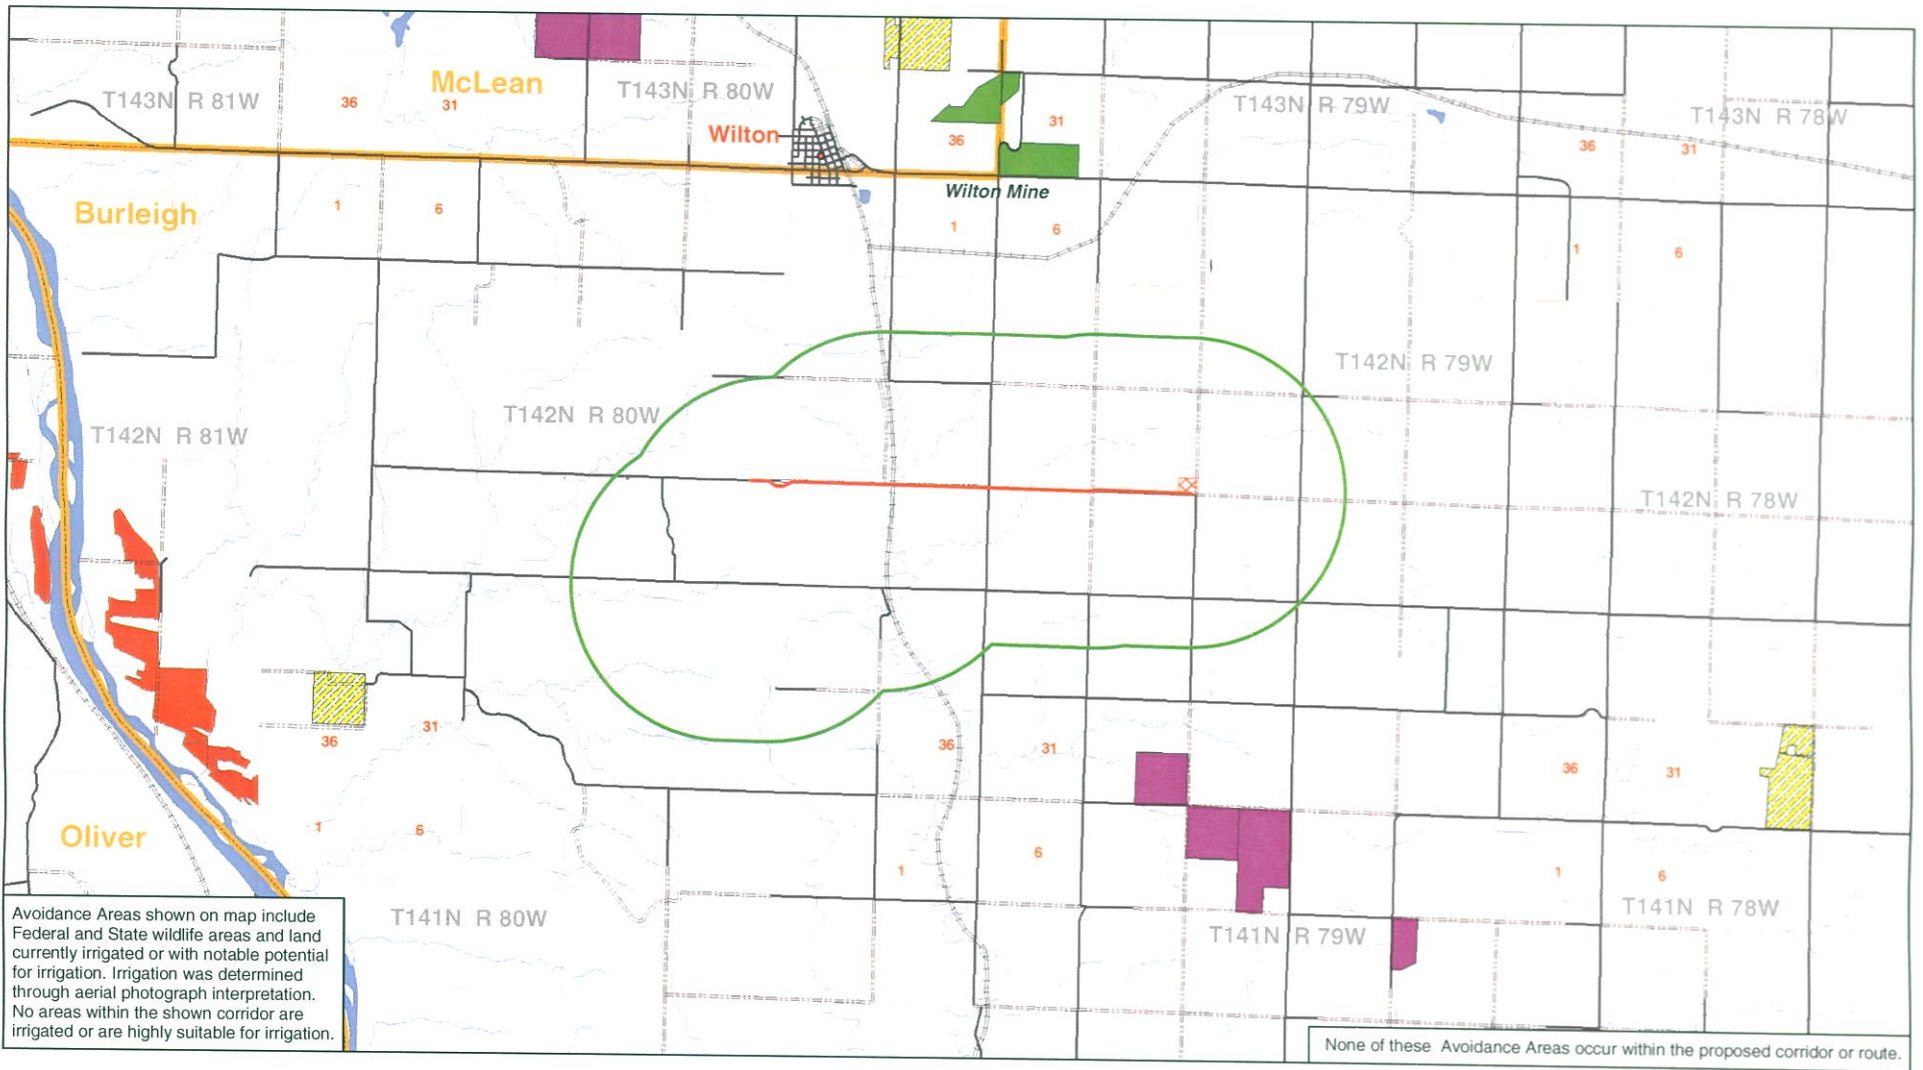 McLean
T143N R 81W
36
31
T143N R 80W
T143N R 79W
T143N R 78W
Wilton
36
31
36
31
Wilton Mine
Burleigh
1
6
1
6
1
6
T142N R 79W
T142N R 80W
T142N R 81W
T142N R 78W
36
31
36
31
36
31
Oliver
1
6
1
6
1
6
T141N R 80W
T141N R 79W
T141N R 78W
Avoidance Areas shown on map include
Federal and State wildlife areas and land
currently irrigated or with notable potential
for irrigation. Irrigation was determined
through aerial photograph interpretation.
No areas within the shown corridor are
irrigated or are highly suitable for irrigation.
None of these Avoidance Areas occur within the proposed corridor or route.